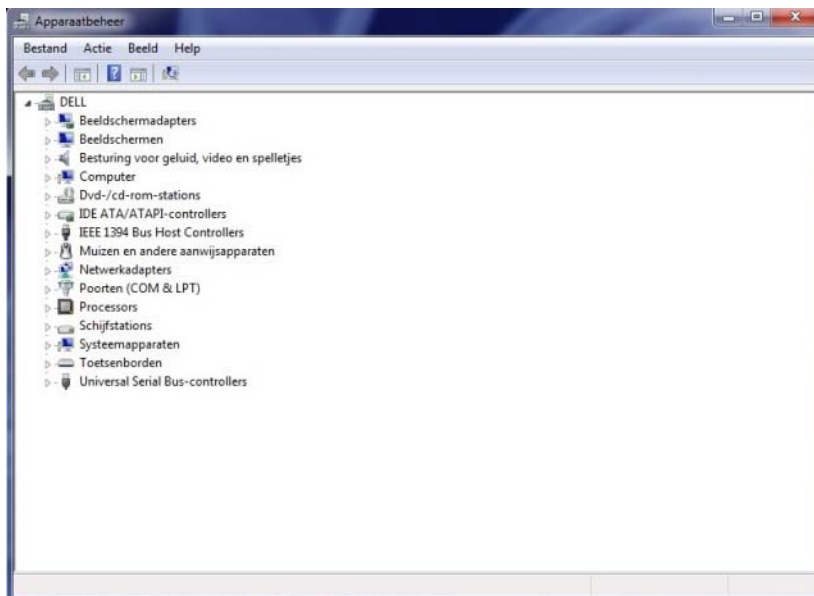 Apparaatbeheer
Bestand Actie Beeld Help
DELL
Beeldschermadapters
Beeldschermen
Besturing voor geluid, video en spelletjes
Computer
Dvd-/cd-rom-stations
IDE ATA/ATAPI-controllers
IEEE 1394 Bus Host Controllers
Muizen en andere aanwijsapparaten
Netwerkadapters
Poorten (COM & LPT)
Processors
Schijfstations
Systeemapparaten
Toetsenborden
Universal Serial Bus-controllers